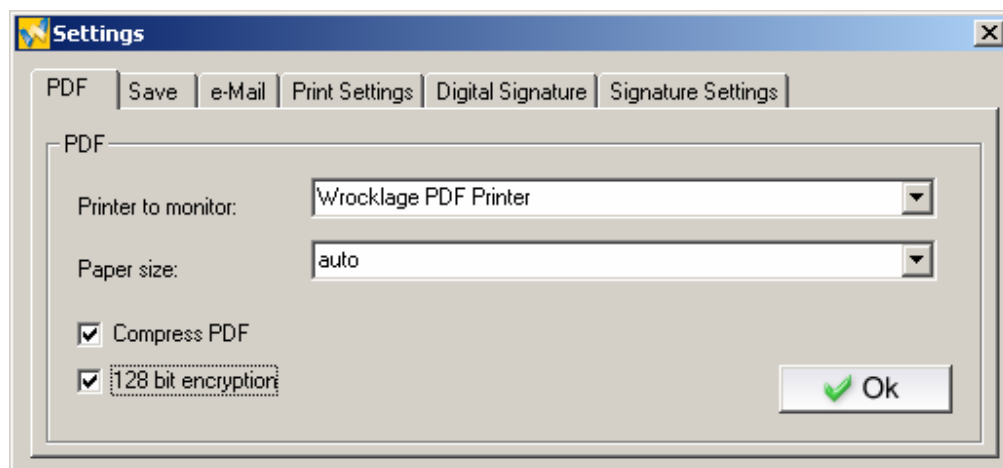 Settings
PDF Save e-Mail Print Settings Digital Signature Signature Settings
PDF
Printer to monitor: Wrocklage PDF Printer
Paper size: auto
Compress PDF
128 bit encryption
Ok